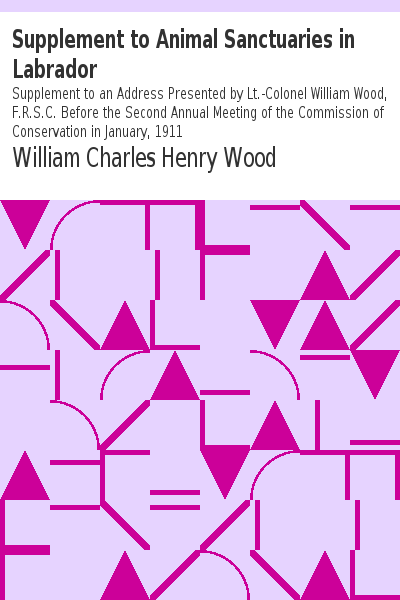 Supplement to Animal Sanctuaries in
Labrador
Supplement to an Address Presented by Lt.-Colonel William Wood,
F.R.S.C. Before the Second Annual Meeting of the Commission of
Conservation in January, 1911
William Charles Henry Wood